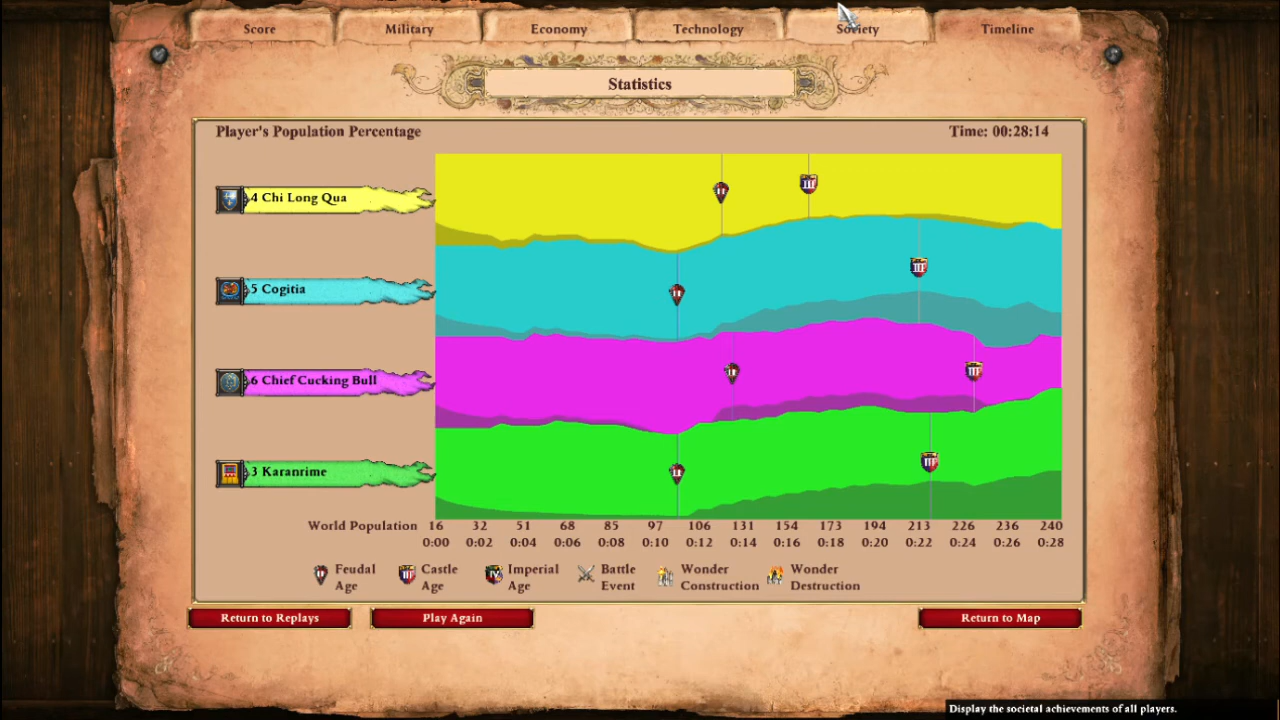 Score Military Economy Technology Society Timeline
Statistics
Player's Population Percentage Time: 00:28:14
4 Chi Long Qua
5 Cogitia
6 Chief Cucking Bull
3 Karanrime
World Population 16 32 51 68 85 97 106 131 154 173 194 213 226 236 240
0:00 0:02 0:04 0:06 0:08 0:10 0:12 0:14 0:16 0:18 0:20 0:22 0:24 0:26 0:28
Feudal Castle Imperial Battle Wonder Wonder
Age Age Age Event Construction Destruction
Return to Replays Play Again Return to Map
Display the societal achievements of all players.